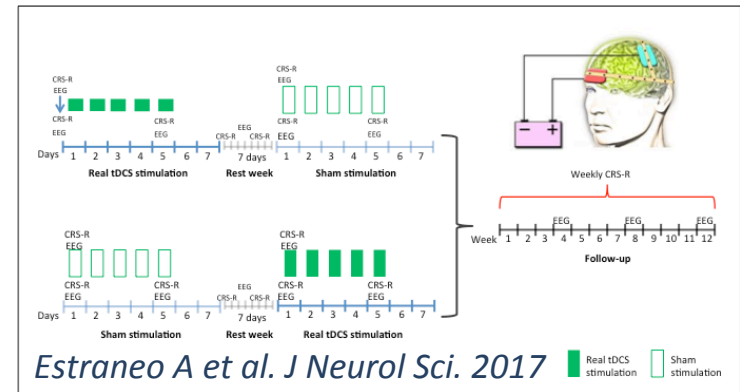 CRS-R
EEG
CRS-R
EEG
CRS-R
EEG
Days 1 2 3 4 5 6 7
Real tDCS stimulation
EEG
CRS-R CRS-R
7 days
Rest week
CRS-R
EEG
CRS-R
EEG
CRS-R
EEG
1 2 3 4 5 6 7
Sham stimulation
CRS-R
EEG
CRS-R
EEG
CRS-R
EEG
Days 1 2 3 4 5 6 7
Sham stimulation
EEG
CRS-R CRS-R
7 days
Rest week
CRS-R
EEG
CRS-R
EEG
CRS-R
EEG
1 2 3 4 5 6 7
Real tDCS stimulation
- +
Weekly CRS-R
EEG EEG EEG
Week 1 2 3 4 5 6 7 8 9 10 11 12
Follow-up
Estraneo A et al. J Neurol Sci. 2017
Real tDCS
stimulation
Sham
stimulation